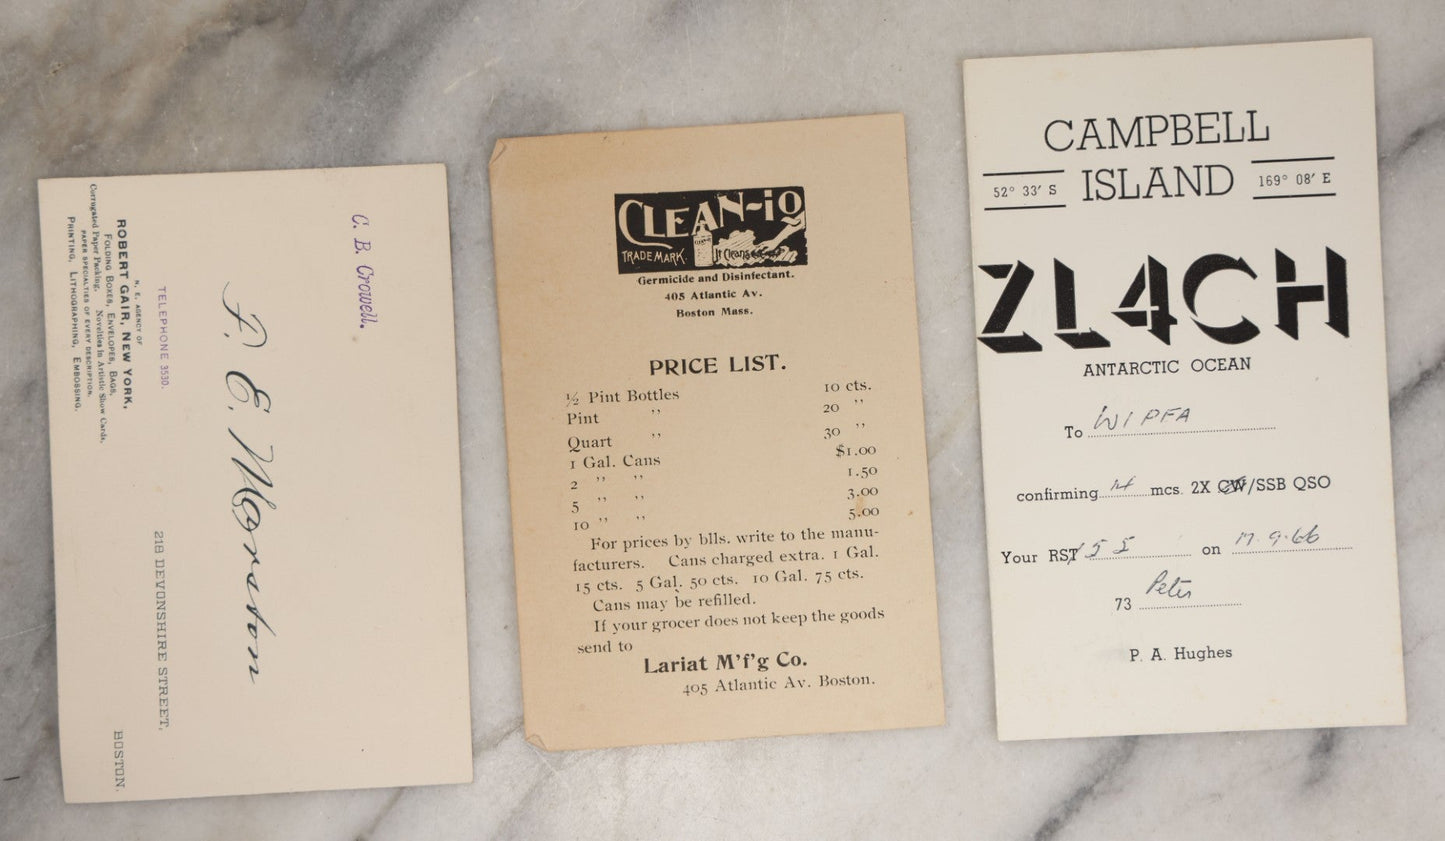 C. B. Crowell.
F. E. Marston
TELEPHONE 3530.
218 DEVONSHIRE STREET,
N. E. AGENCY OF
ROBERT GAIR, NEW YORK,
BOSTON.
FOLDING BOXES, ENVELOPES, BAGS,
Corrugated Paper Packing, Novelties in Artistic Show Cards,
PAPER SPECIALTIES OF EVERY DESCRIPTION.
PRINTING, LITHOGRAPHING, EMBOSSING.
CLEAN-iQ
TRADE MARK. It Cleans
Germicide and Disinfectant.
405 Atlantic Av.
Boston Mass.
PRICE LIST.
½ Pint Bottles 10 cts.
Pint " 20 "
Quart " 30 "
1 Gal. Cans $1.00
2 " " 1.50
5 " " 3.00
10 " " 5.00
For prices by blls. write to the manu-
facturers. Cans charged extra. 1 Gal.
15 cts. 5 Gal. 50 cts. 10 Gal. 75 cts.
Cans may be refilled.
If your grocer does not keep the goods
send to
Lariat M'f'g Co.
405 Atlantic Av. Boston.
CAMPBELL
52° 33' S ISLAND 169° 08' E
ZL4CH
ANTARCTIC OCEAN
To W1PFA
confirming 14 mcs. 2X CW/SSB QSO
Your RST 55 on 17.9.66
73 Peter
P. A. Hughes